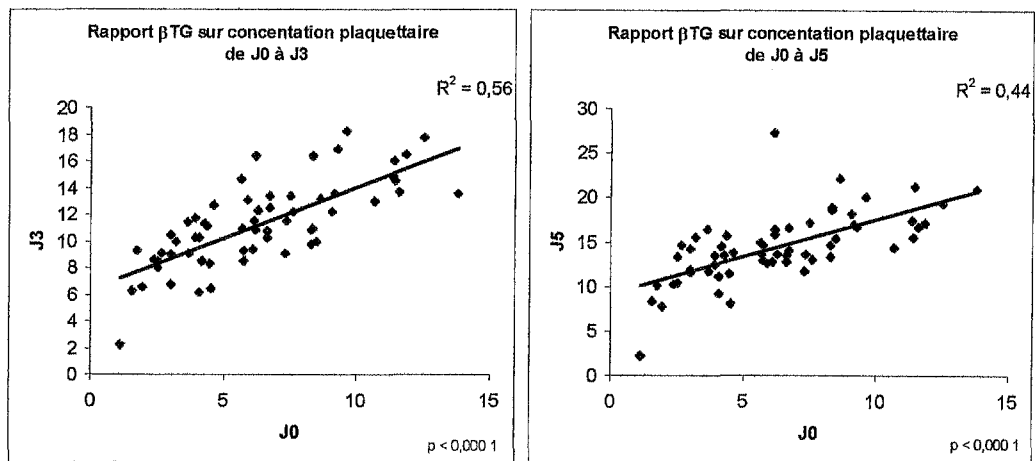 Rapport βTG sur concentation plaquettaire
de J0 à J3
R² = 0,56
20
18
16
14
12
10
8
6
4
2
0
J3
0 5 10 15
J0
p < 0,000 1
Rapport βTG sur concentation plaquettaire
de J0 à J5
R² = 0,44
30
25
20
15
10
5
0
J5
0 5 10 15
J0
p < 0,000 1